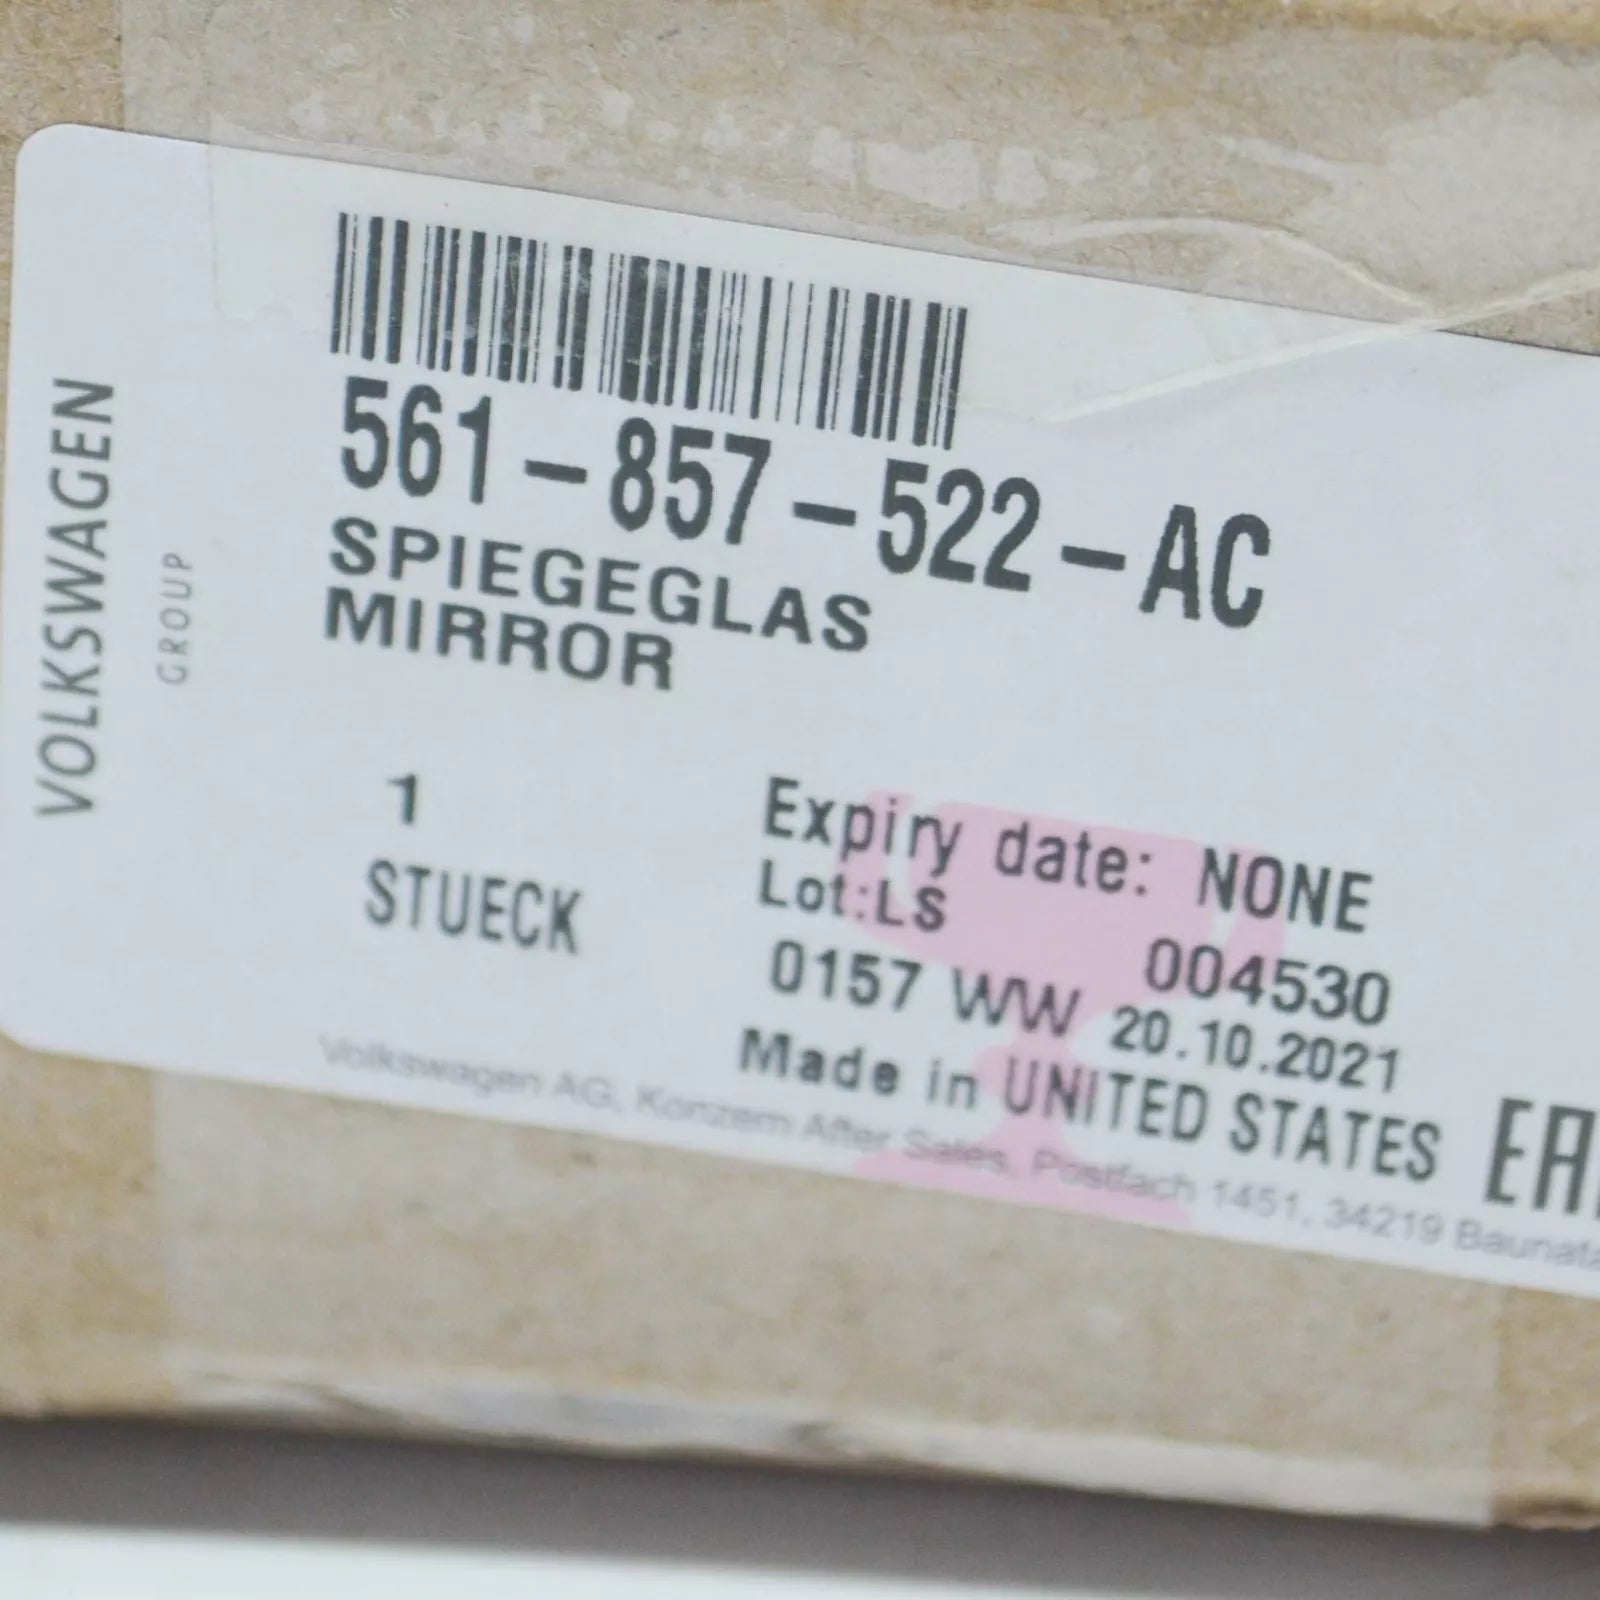 VOLKSWAGEN
GROUP
561-857-522-AC
SPIEGEGLAS
MIRROR
1
STUECK
Expiry date: NONE
Lot:LS
004530
0157 WW 20.10.2021
Made in UNITED STATES
Volkswagen AG, Konzern After Sales, Postfach 1451, 34219